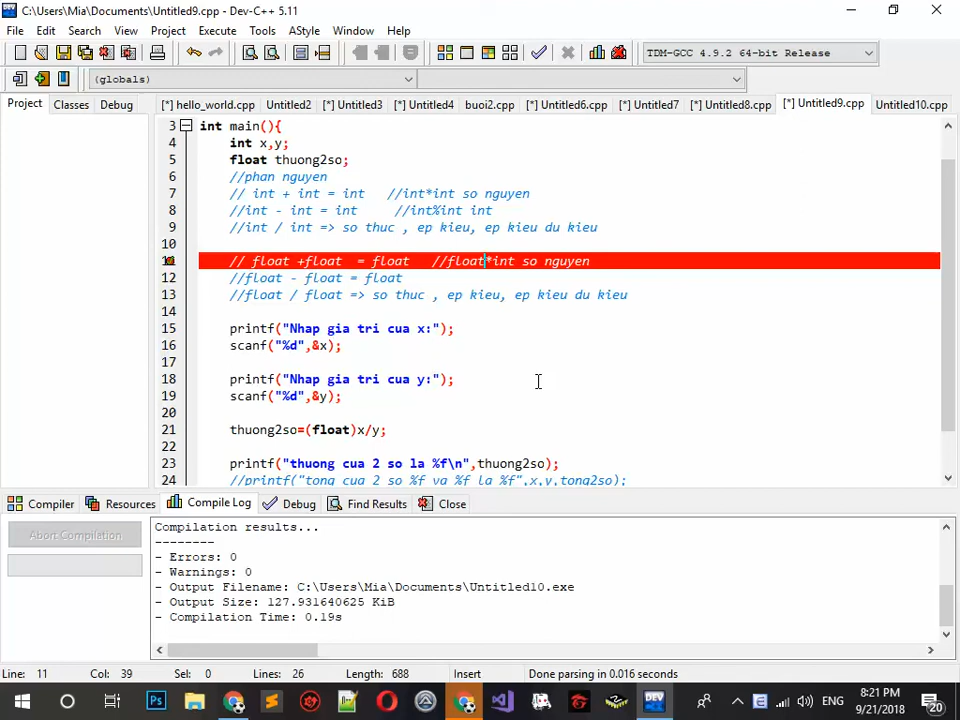 C:\Users\Mia\Documents\Untitled9.cpp - Dev-C++ 5.11
File Edit Search View Project Execute Tools AStyle Window Help
TDM-GCC 4.9.2 64-bit Release
(globals)
Project Classes Debug
[*] hello_world.cpp Untitled2 [*] Untitled3 [*] Untitled4 buoi2.cpp [*] Untitled6.cpp [*] Untitled7 [*] Untitled8.cpp [*] Untitled9.cpp Untitled10.cpp
3 int main(){
4 int x,y;
5 float thuong2so;
6 //phan nguyen
7 // int + int = int //int*int so nguyen
8 //int - int = int //int%int int
9 //int / int => so thuc , ep kieu, ep kieu du kieu
10
// float +float = float //float*int so nguyen
12 //float - float = float
13 //float / float => so thuc , ep kieu, ep kieu du kieu
14
15 printf("Nhap gia tri cua x:");
16 scanf("%d",&x);
17
18 printf("Nhap gia tri cua y:");
19 scanf("%d",&y);
20
21 thuong2so=(float)x/y;
22
23 printf("thuong cua 2 so la %f\n",thuong2so);
24 //printf("tong cua 2 so %f va %f la %f",x,y,tong2so);
Compiler Resources Compile Log Debug Find Results Close
Abort Compilation
Compilation results...
--------
- Errors: 0
- Warnings: 0
- Output Filename: C:\Users\Mia\Documents\Untitled10.exe
- Output Size: 127.931640625 KiB
- Compilation Time: 0.19s
Line: 11 Col: 39 Sel: 0 Lines: 26 Length: 688 Insert Done parsing in 0.016 seconds
Ps
DEV
ENG
8:21 PM
9/21/2018
20